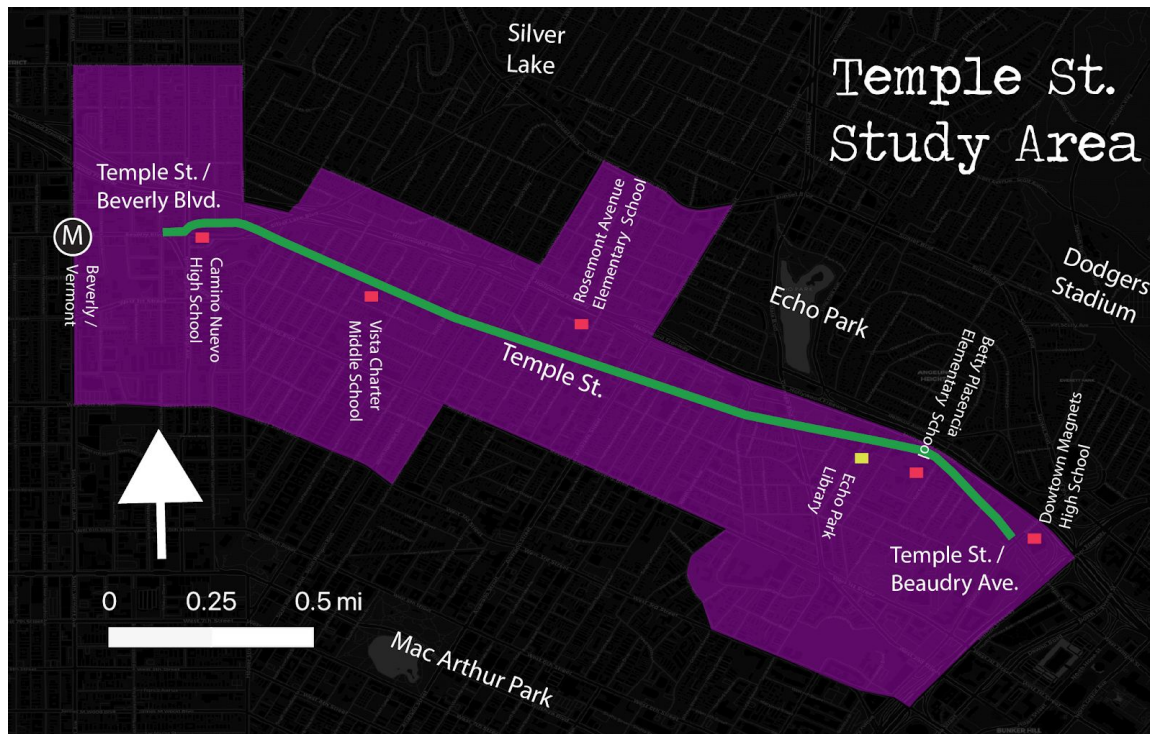 Silver
Lake
Temple St.
Study Area
Temple St. /
Beverly Blvd.
M
Beverly /
Vermont
Camino Nuevo
High School
Vista Charter
Middle School
Rosemont Avenue
Elementary School
Temple St.
Echo Park
Dodgers
Stadium
Betty Plasencia
Elementary School
Echo Park
Library
Dowtown Magnets
High School
Temple St. /
Beaudry Ave.
0 0.25 0.5 mi
Mac Arthur Park
BUNKER HILL